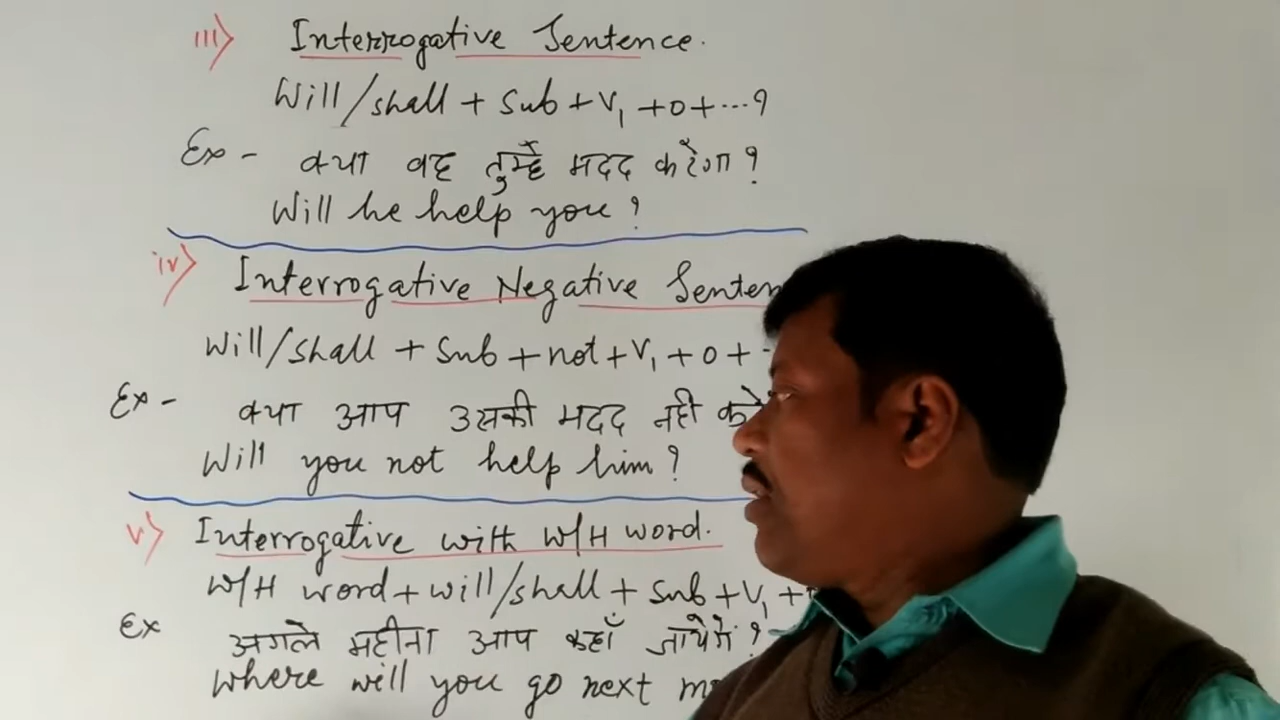 iii) Interrogative Sentence.
Will/shall + Sub + V₁ + o + ...?
Ex - क्या वह तुम्हे मदद करेगा ?
Will he help you ?
iv) Interrogative Negative Senten
Will/shall + Sub + not + V₁ + o +
Ex - क्या आप उसकी मदद नही करे
Will you not help him ?
v) Interrogative with W/H word.
W/H word + will/shall + Sub + V₁ +
Ex अगले महीना आप कहाँ जायेगे ?
Where will you go next